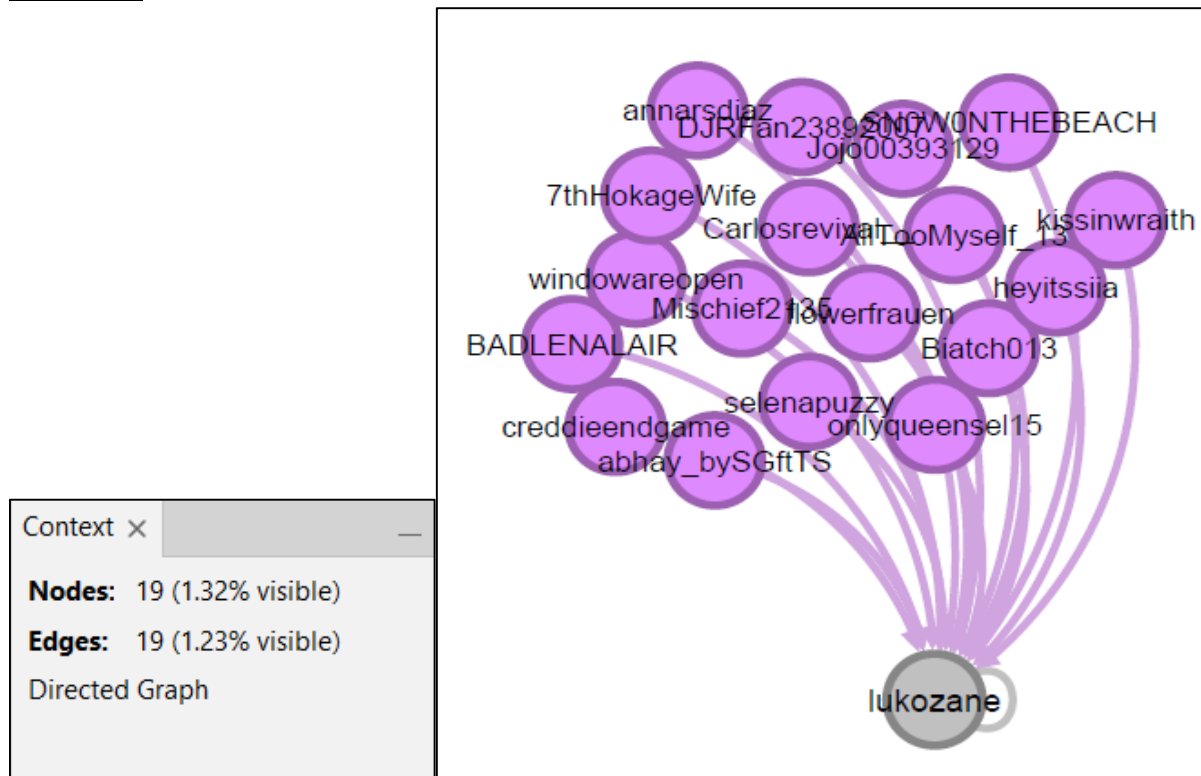 annarsdiaz
DJRFan23892007
SN0W0NTHEBEACH
Jojo00393129
7thHokageWife
Carlosrevival_
AllTooMyself_13
kissinwraith
windowareopen
Mischief2135
flowerfrauen
heyitssiia
BADLENALAIR
Biatch013
selenapuzzy
creddieendgame
onlyqueensel15
abhay_bySGftTS
Context
Nodes: 19 (1.32% visible)
Edges: 19 (1.23% visible)
Directed Graph
lukozane